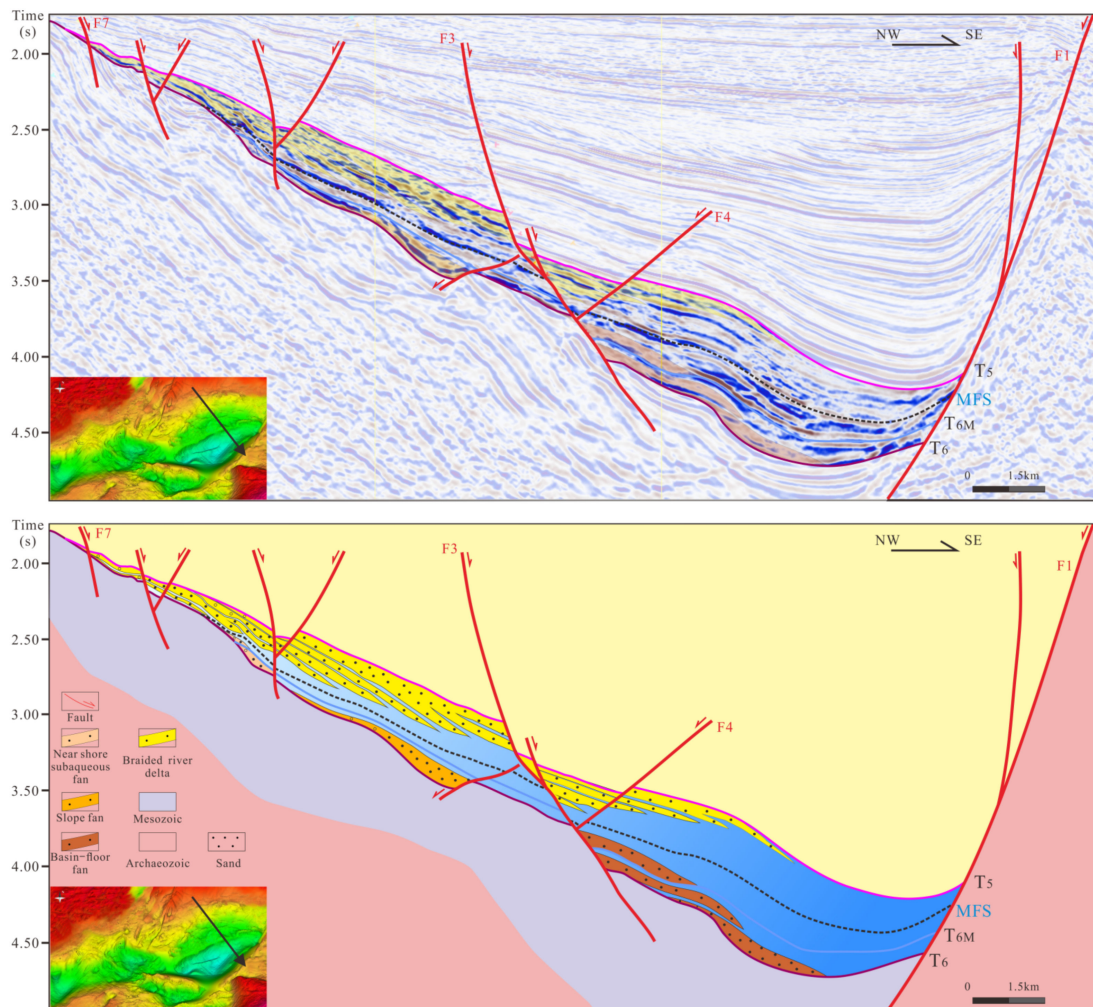 Time
(s)
F7
F3
NW
SE
F1
2.00
2.50
3.00
F4
3.50
4.00
T5
MFS
T6M
4.50
T6
0
1.5km
Time
(s)
F7
F3
NW
SE
F1
2.00
2.50
3.00
F4
Fault
Near shore
subaqueous
fan
Braided river
delta
3.50
Slope fan
Mesozoic
Basin-floor
fan
Archaeozoic
Sand
4.00
T5
MFS
T6M
4.50
T6
0
1.5km